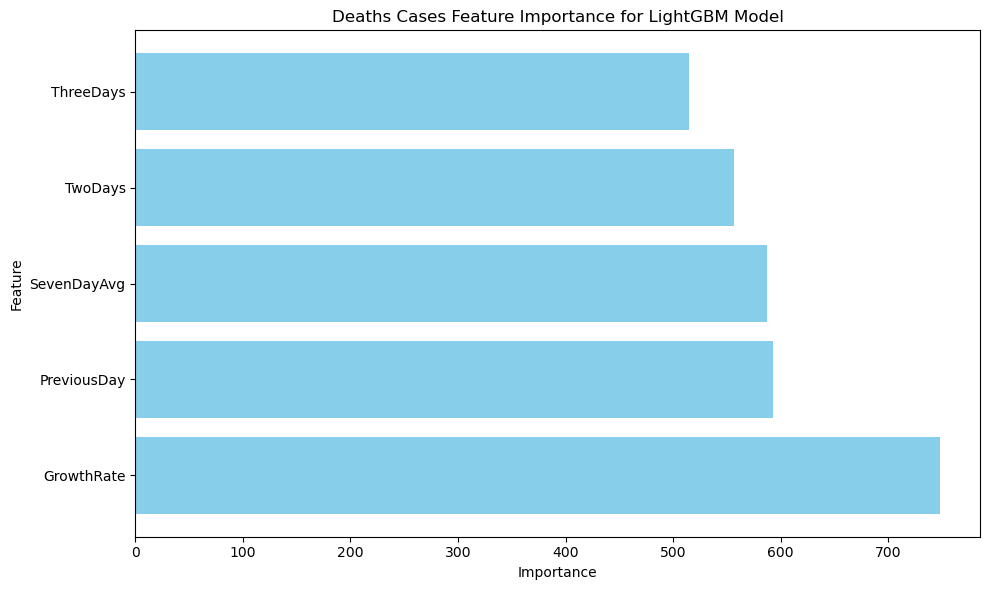 Deaths Cases Feature Importance for LightGBM Model
ThreeDays
TwoDays
SevenDayAvg
PreviousDay
GrowthRate
Feature
0 100 200 300 400 500 600 700
Importance